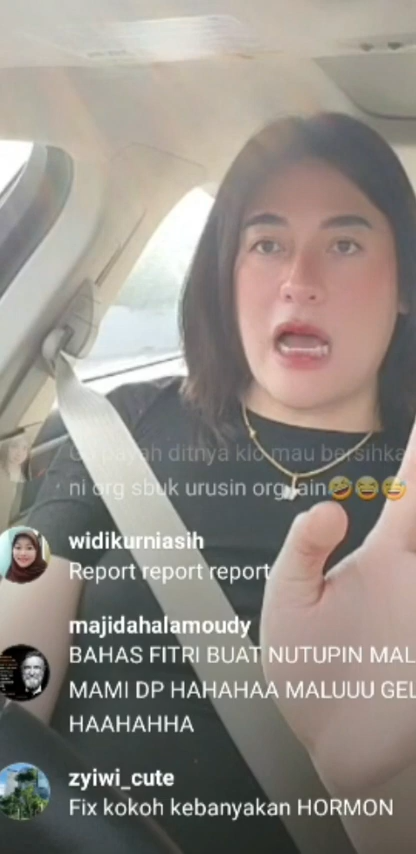 payah ditnya klo mau bersihka
ni org sbuk urusin org lain🤣😂😂
widikurniasih
Report report report
majidahalamoudy
BAHAS FITRI BUAT NUTUPIN MAL
MAMI DP HAHAHAA MALUUU GEL
HAAHAHHA
zyiwi_cute
Fix kokoh kebanyakan HORMON